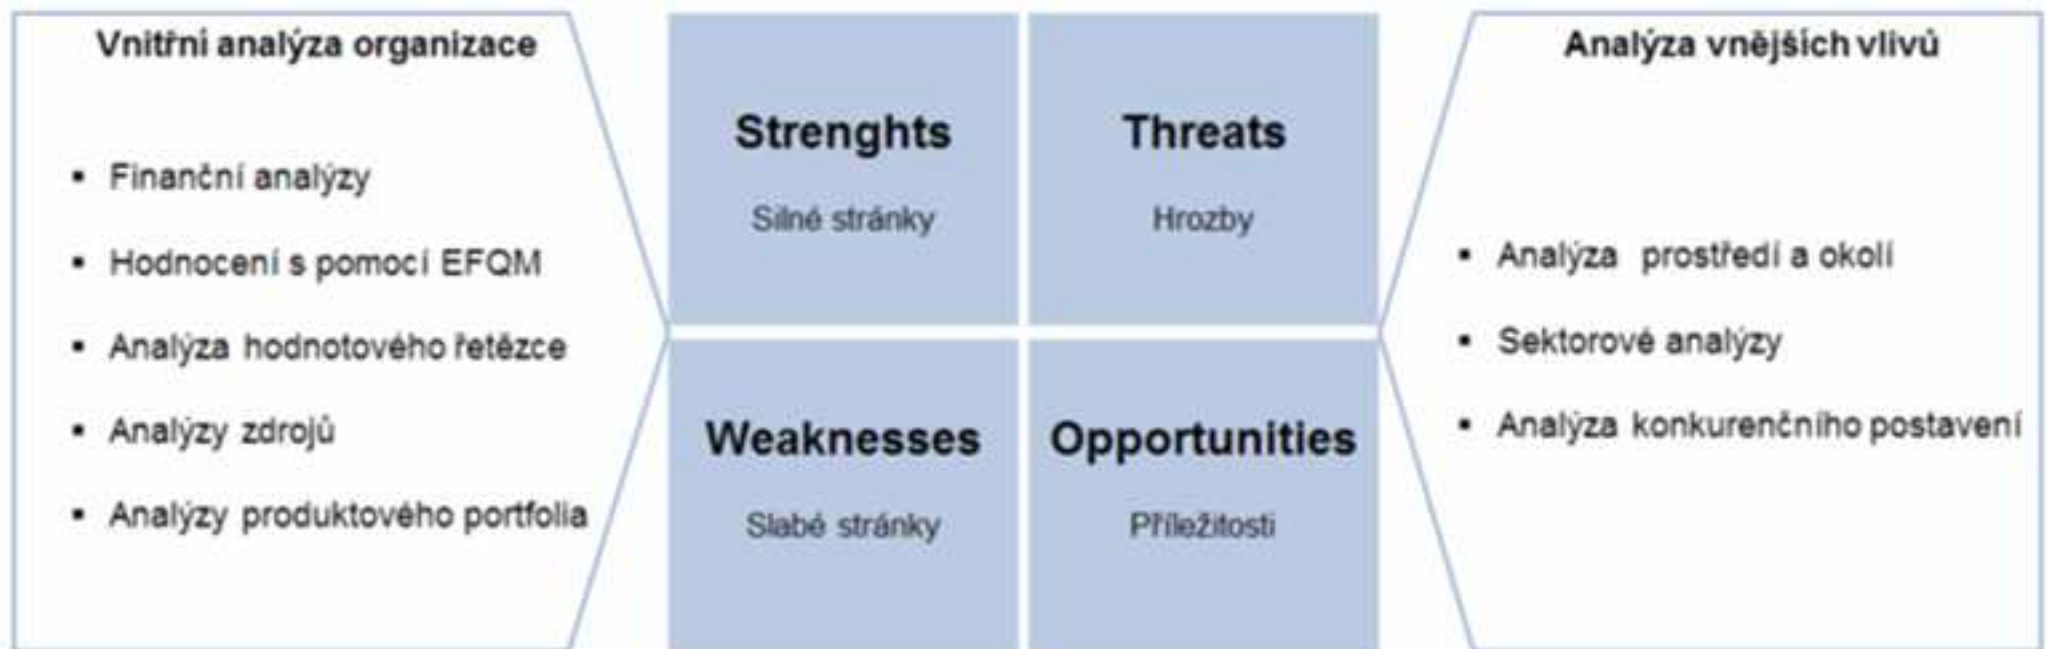 Vnitřní analýza organizace
▪ Finanční analýzy
▪ Hodnocení s pomocí EFQM
▪ Analýza hodnotového řetězce
▪ Analýzy zdrojů
▪ Analýzy produktového portfolia
Strenghts
Silné stránky
Threats
Hrozby
Weaknesses
Slabé stránky
Opportunities
Příležitosti
Analýza vnějších vlivů
▪ Analýza prostředí a okolí
▪ Sektorové analýzy
▪ Analýza konkurenčního postavení